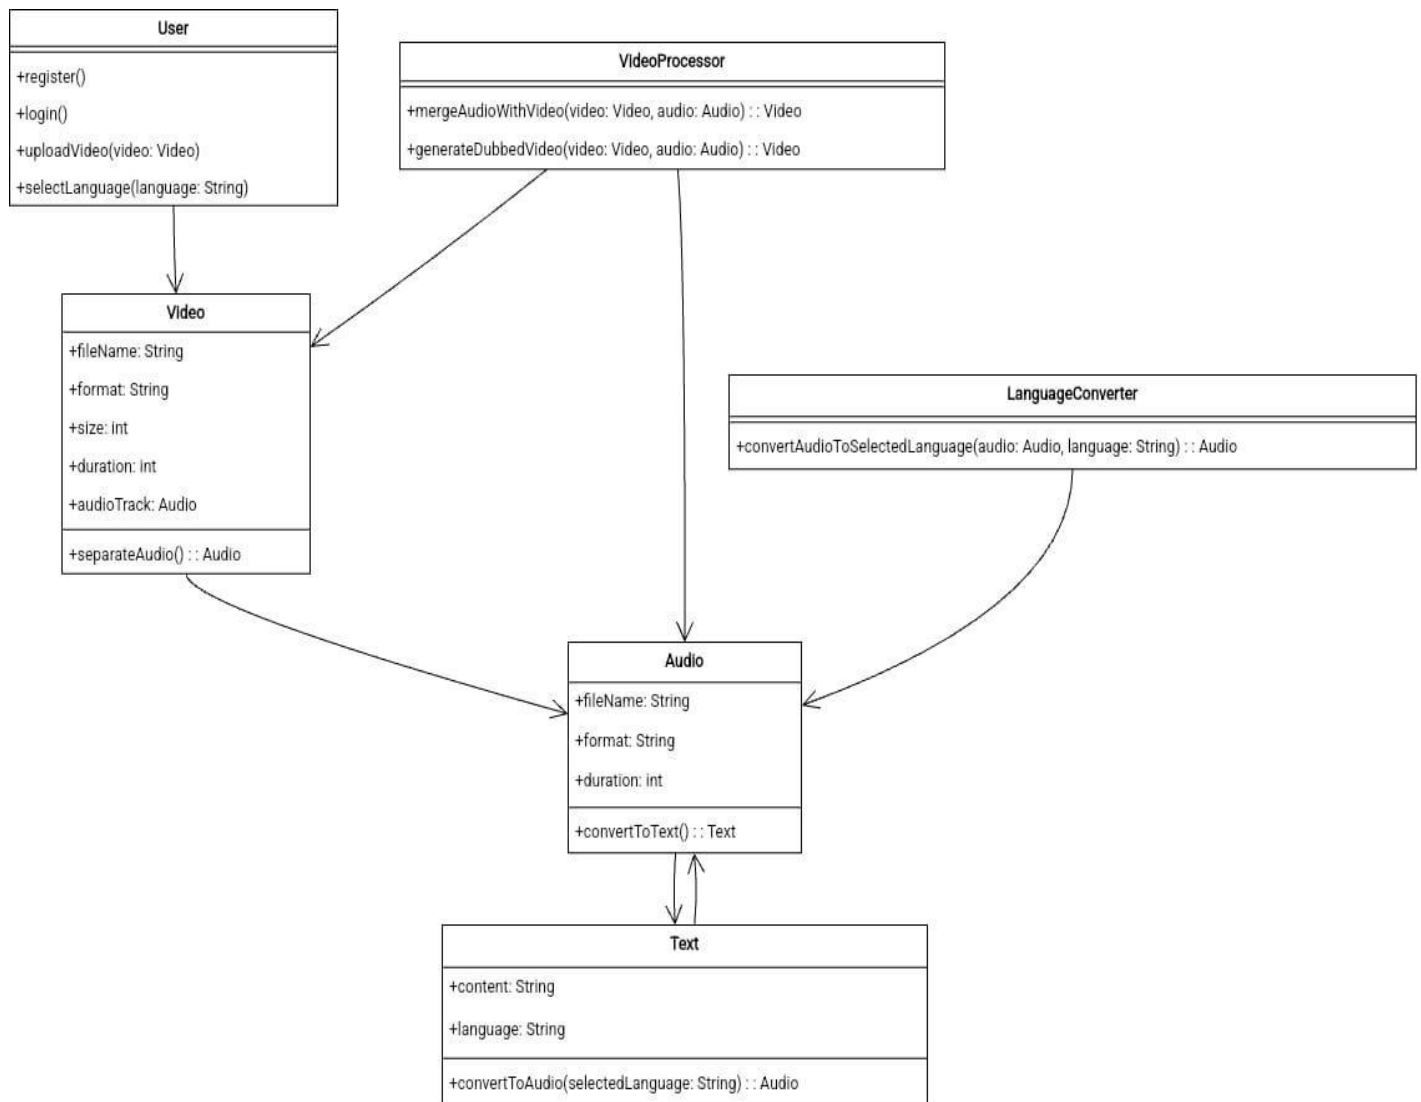 User
+register()
+login()
+uploadVideo(video: Video)
+selectLanguage(language: String)
VideoProcessor
+mergeAudioWithVideo(video: Video, audio: Audio) : : Video
+generateDubbedVideo(video: Video, audio: Audio) : : Video
Video
+fileName: String
+format: String
+size: int
+duration: int
+audioTrack: Audio
+separateAudio() : : Audio
LanguageConverter
+convertAudioToSelectedLanguage(audio: Audio, language: String) : : Audio
Audio
+fileName: String
+format: String
+duration: int
+convertToText() : : Text
Text
+content: String
+language: String
+convertToAudio(selectedLanguage: String) : : Audio